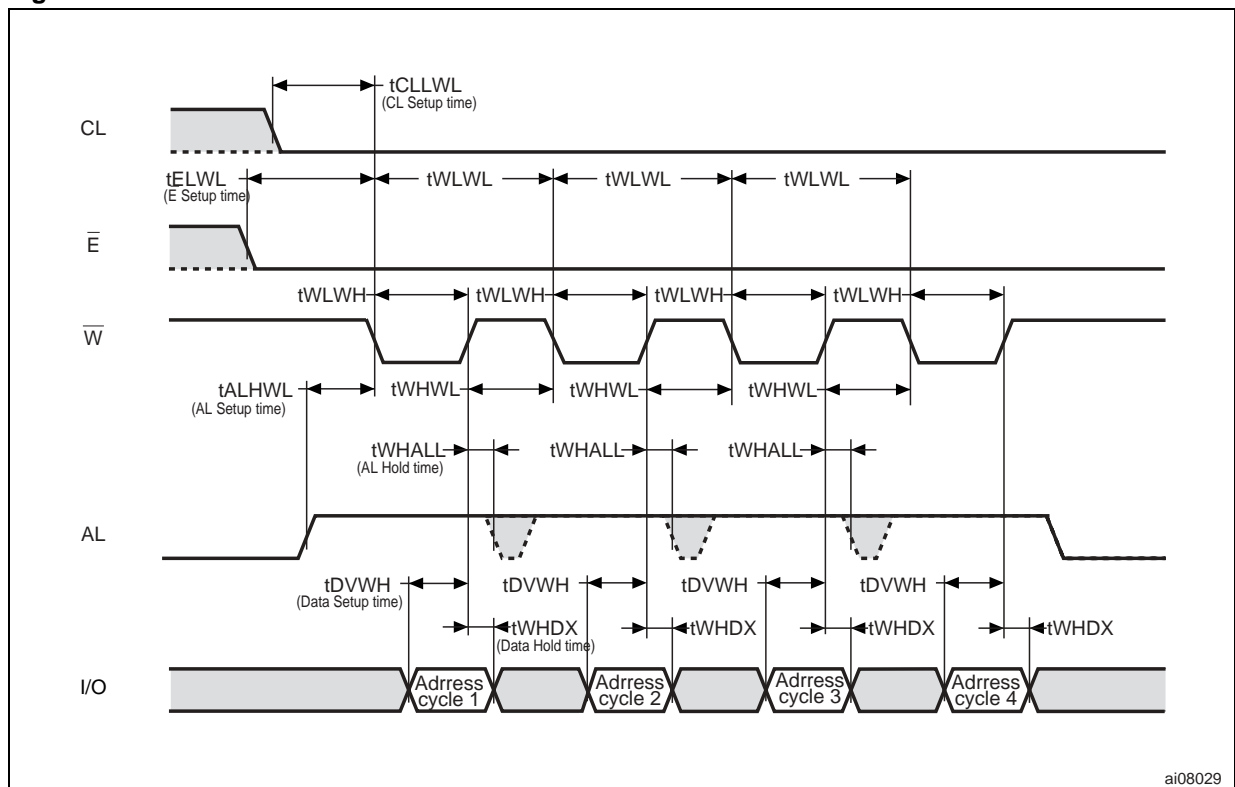 tCLLWL
(CL Setup time)
CL
tELWL
(E Setup time)
tWLWL
tWLWL
tWLWL
E
tWLWH
tWLWH
tWLWH
tWLWH
W
tALHWL
(AL Setup time)
tWHWL
tWHWL
tWHWL
tWHALL
(AL Hold time)
tWHALL
tWHALL
AL
tDVWH
(Data Setup time)
tDVWH
tDVWH
tDVWH
tWHDX
(Data Hold time)
tWHDX
tWHDX
tWHDX
I/O
Adrress
cycle 1
Adrress
cycle 2
Adrress
cycle 3
Adrress
cycle 4
ai08029